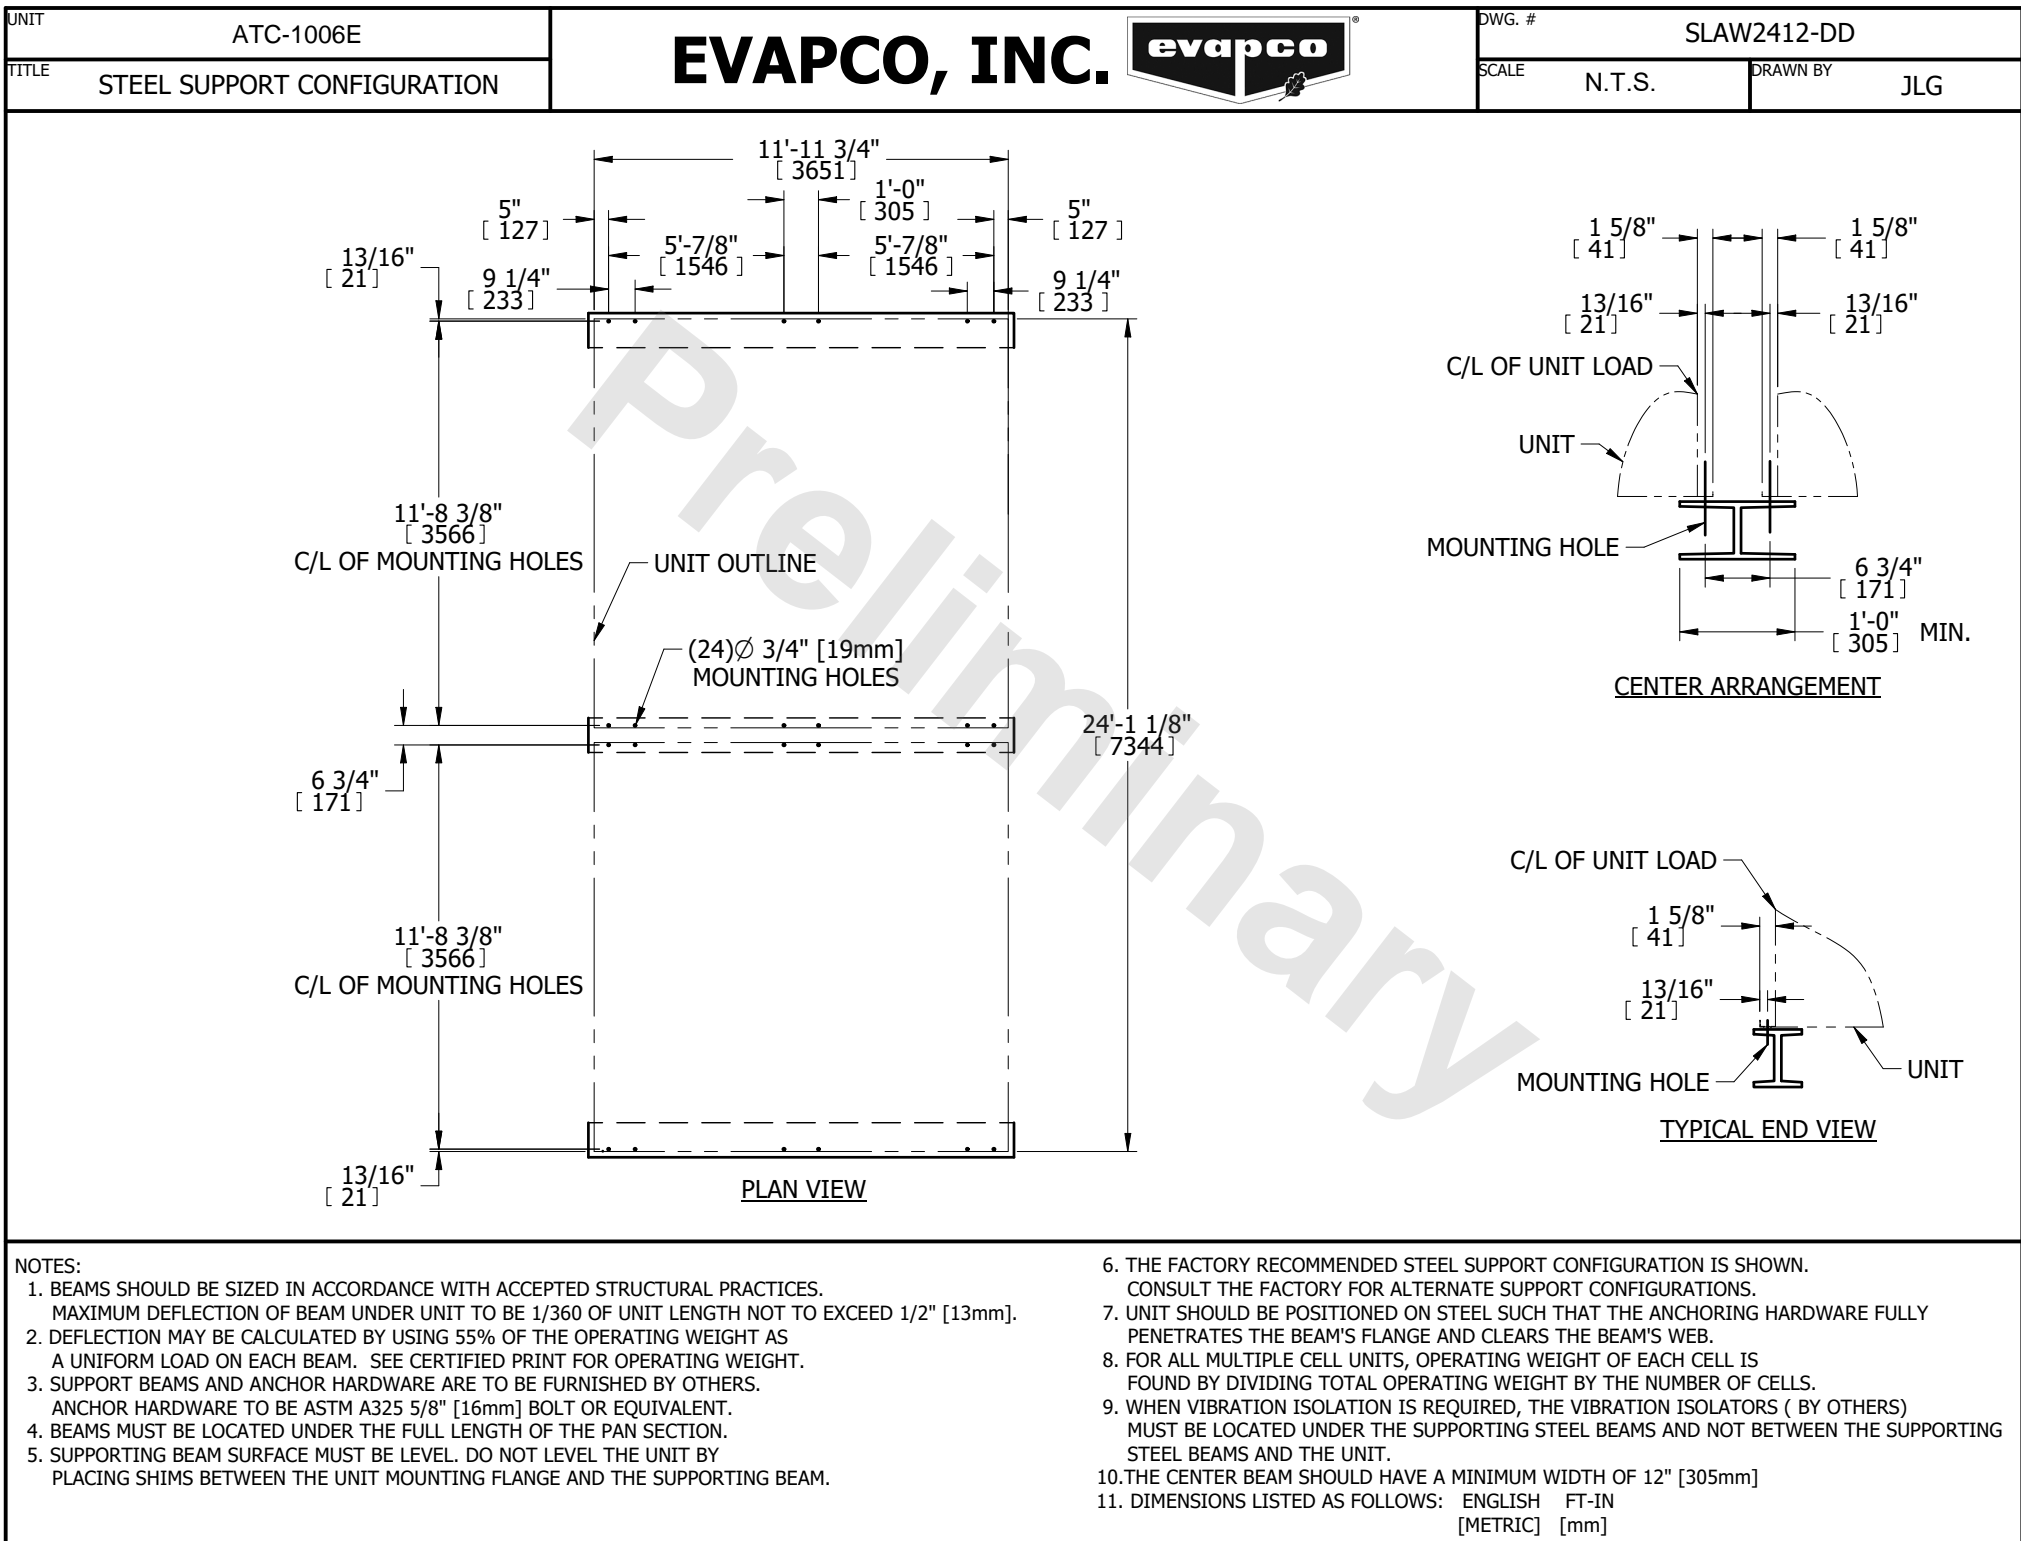 UNIT
ATC-1006E
TITLE
STEEL SUPPORT CONFIGURATION
EVAPCO, INC.
evapco
®
DWG. #
SLAW2412-DD
SCALE
N.T.S.
DRAWN BY
JLG
11'-11 3/4"
[ 3651 ]
1'-0"
[ 305 ]
5"
[ 127 ]
5"
[ 127 ]
5'-7/8"
[ 1546 ]
5'-7/8"
[ 1546 ]
13/16"
[ 21 ]
9 1/4"
[ 233 ]
9 1/4"
[ 233 ]
11'-8 3/8"
[ 3566 ]
C/L OF MOUNTING HOLES
UNIT OUTLINE
(24)∅ 3/4" [19mm]
MOUNTING HOLES
24'-1 1/8"
[ 7344 ]
6 3/4"
[ 171 ]
11'-8 3/8"
[ 3566 ]
C/L OF MOUNTING HOLES
13/16"
[ 21 ]
PLAN VIEW
Preliminary
1 5/8"
[ 41 ]
1 5/8"
[ 41 ]
13/16"
[ 21 ]
13/16"
[ 21 ]
C/L OF UNIT LOAD
UNIT
MOUNTING HOLE
6 3/4"
[ 171 ]
1'-0"
[ 305 ] MIN.
CENTER ARRANGEMENT
C/L OF UNIT LOAD
1 5/8"
[ 41 ]
13/16"
[ 21 ]
MOUNTING HOLE
UNIT
TYPICAL END VIEW
NOTES:
1. BEAMS SHOULD BE SIZED IN ACCORDANCE WITH ACCEPTED STRUCTURAL PRACTICES.
MAXIMUM DEFLECTION OF BEAM UNDER UNIT TO BE 1/360 OF UNIT LENGTH NOT TO EXCEED 1/2" [13mm].
2. DEFLECTION MAY BE CALCULATED BY USING 55% OF THE OPERATING WEIGHT AS
A UNIFORM LOAD ON EACH BEAM. SEE CERTIFIED PRINT FOR OPERATING WEIGHT.
3. SUPPORT BEAMS AND ANCHOR HARDWARE ARE TO BE FURNISHED BY OTHERS.
ANCHOR HARDWARE TO BE ASTM A325 5/8" [16mm] BOLT OR EQUIVALENT.
4. BEAMS MUST BE LOCATED UNDER THE FULL LENGTH OF THE PAN SECTION.
5. SUPPORTING BEAM SURFACE MUST BE LEVEL. DO NOT LEVEL THE UNIT BY
PLACING SHIMS BETWEEN THE UNIT MOUNTING FLANGE AND THE SUPPORTING BEAM.
6. THE FACTORY RECOMMENDED STEEL SUPPORT CONFIGURATION IS SHOWN.
CONSULT THE FACTORY FOR ALTERNATE SUPPORT CONFIGURATIONS.
7. UNIT SHOULD BE POSITIONED ON STEEL SUCH THAT THE ANCHORING HARDWARE FULLY
PENETRATES THE BEAM'S FLANGE AND CLEARS THE BEAM'S WEB.
8. FOR ALL MULTIPLE CELL UNITS, OPERATING WEIGHT OF EACH CELL IS
FOUND BY DIVIDING TOTAL OPERATING WEIGHT BY THE NUMBER OF CELLS.
9. WHEN VIBRATION ISOLATION IS REQUIRED, THE VIBRATION ISOLATORS ( BY OTHERS)
MUST BE LOCATED UNDER THE SUPPORTING STEEL BEAMS AND NOT BETWEEN THE SUPPORTING
STEEL BEAMS AND THE UNIT.
10.THE CENTER BEAM SHOULD HAVE A MINIMUM WIDTH OF 12" [305mm]
11. DIMENSIONS LISTED AS FOLLOWS: ENGLISH FT-IN
[METRIC] [mm]